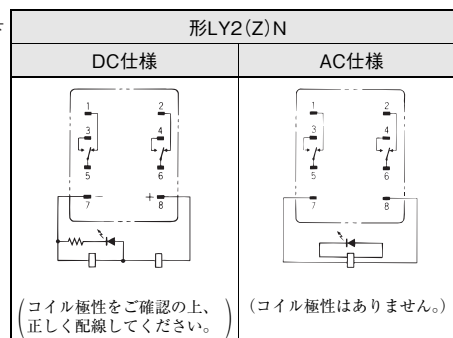 形LY2(Z)N
DC仕様
AC仕様
1 2
3 4
5 6
7 − + 8
1 2
3 4
5 6
7 8
(コイル極性をご確認の上、
正しく配線してください。)
(コイル極性はありません。)